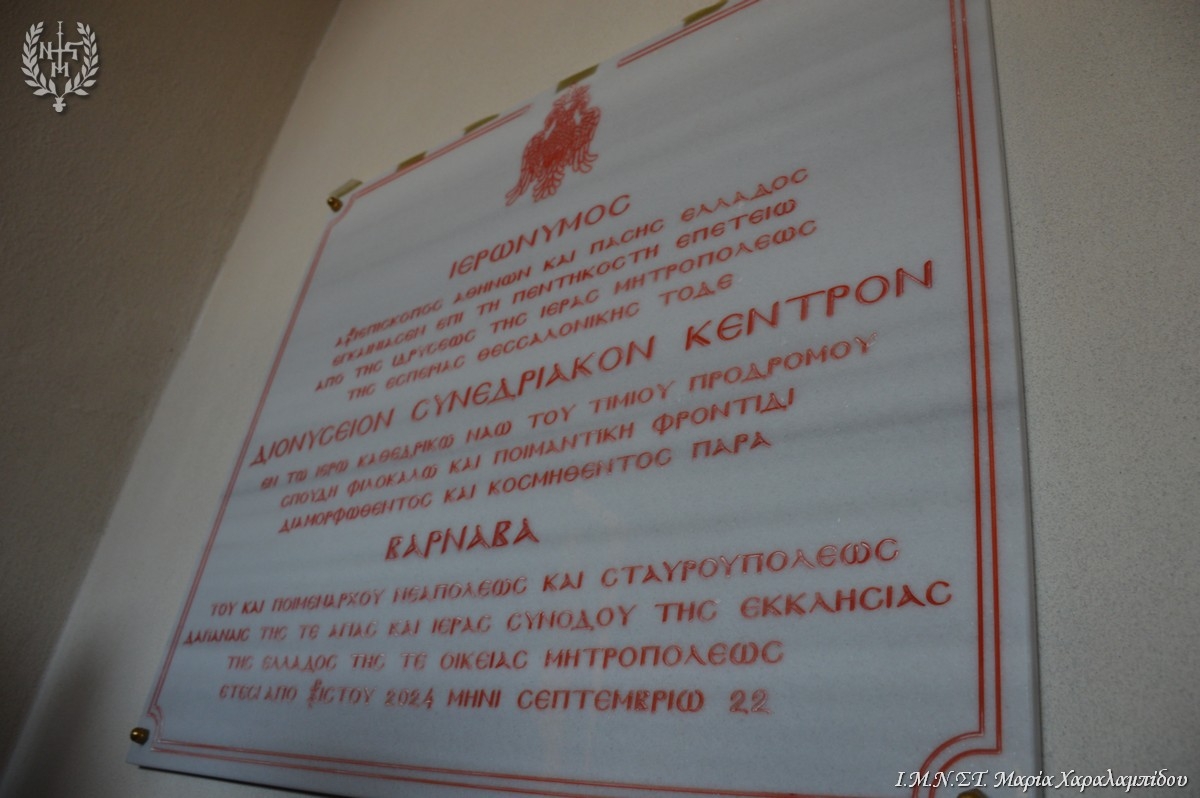 ΙΕΡΩΝΥΜΟΣ
ΑΡΧΙΕΠΙΣΚΟΠΟΣ ΑΘΗΝΩΝ ΚΑΙ ΠΑΣΗΣ ΕΛΛΑΔΟΣ
ΕΓΚΑΙΝΙΑΣΕΝ ΕΠΙ ΤΗ ΠΕΝΤΗΚΟΣΤΗ ΕΠΕΤΕΙΩ
ΑΠΟ ΤΗΣ ΙΔΡΥΣΕΩΣ ΤΗΣ ΙΕΡΑΣ ΜΗΤΡΟΠΟΛΕΩΣ
ΤΗΣ ΕΣΠΕΡΙΑΣ ΘΕΣΣΑΛΟΝΙΚΗΣ ΤΟΔΕ
ΔΙΟΝΥΣΕΙΟΝ ΣΥΝΕΔΡΙΑΚΟΝ ΚΕΝΤΡΟΝ
ΕΝ ΤΩ ΙΕΡΩ ΚΑΘΕΔΡΙΚΩ ΝΑΩ ΤΟΥ ΤΙΜΙΟΥ ΠΡΟΔΡΟΜΟΥ
ΣΠΟΥΔΗ ΦΙΛΟΚΑΛΩ ΚΑΙ ΠΟΙΜΑΝΤΙΚΗ ΦΡΟΝΤΙΔΙ
ΔΙΑΜΟΡΦΩΘΕΝΤΟΣ ΚΑΙ ΚΟΣΜΗΘΕΝΤΟΣ ΠΑΡΑ
ΒΑΡΝΑΒΑ
ΤΟΥ ΚΑΙ ΠΟΙΜΕΝΑΡΧΟΥ ΝΕΑΠΟΛΕΩΣ ΚΑΙ ΣΤΑΥΡΟΥΠΟΛΕΩΣ
ΔΑΠΑΝΑΙΣ ΤΗΣ ΤΕ ΑΓΙΑΣ ΚΑΙ ΙΕΡΑΣ ΣΥΝΟΔΟΥ ΤΗΣ ΕΚΚΛΗΣΙΑΣ
ΤΗΣ ΕΛΛΑΔΟΣ ΤΗΣ ΤΕ ΟΙΚΕΙΑΣ ΜΗΤΡΟΠΟΛΕΩΣ
ΕΤΕΣΙ ΑΠΟ ΧΡΙΣΤΟΥ 2024 ΜΗΝΙ ΣΕΠΤΕΜΒΡΙΩ 22
Ι.Μ.Ν.ΣΤ. Μαρία Χαραλαμπίδου